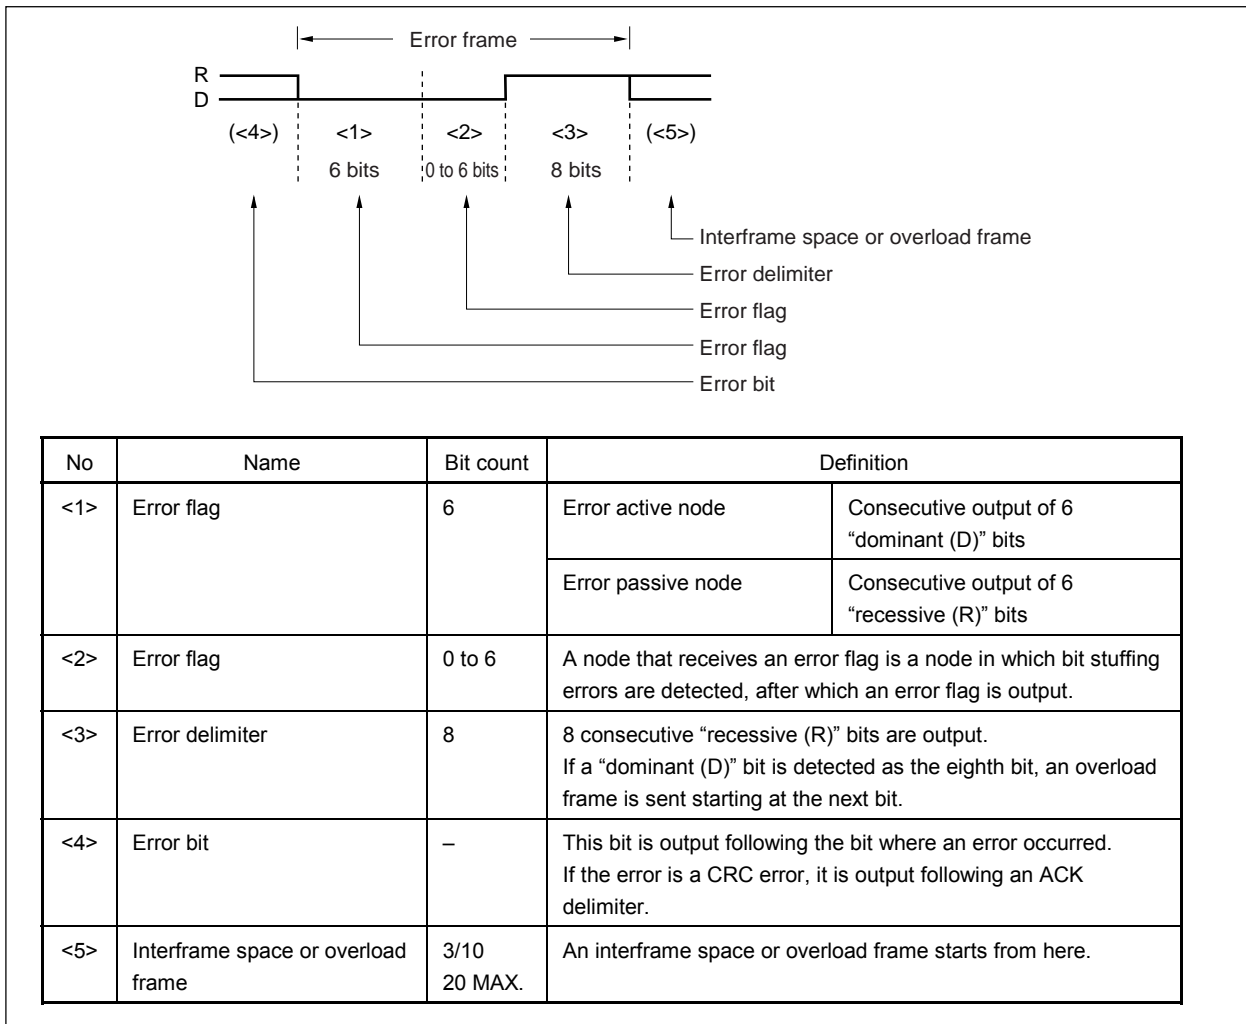 Error frame
R
D
(<4>) <1> <2> <3> (<5>)
6 bits 0 to 6 bits 8 bits
Interframe space or overload frame
Error delimiter
Error flag
Error flag
Error bit
No Name Bit count Definition
<1> Error flag 6 Error active node Consecutive output of 6
“dominant (D)” bits
Error passive node Consecutive output of 6
“recessive (R)” bits
<2> Error flag 0 to 6 A node that receives an error flag is a node in which bit stuffing
errors are detected, after which an error flag is output.
<3> Error delimiter 8 8 consecutive “recessive (R)” bits are output.
If a “dominant (D)” bit is detected as the eighth bit, an overload
frame is sent starting at the next bit.
<4> Error bit – This bit is output following the bit where an error occurred.
If the error is a CRC error, it is output following an ACK
delimiter.
<5> Interframe space or overload 3/10 An interframe space or overload frame starts from here.
frame 20 MAX.